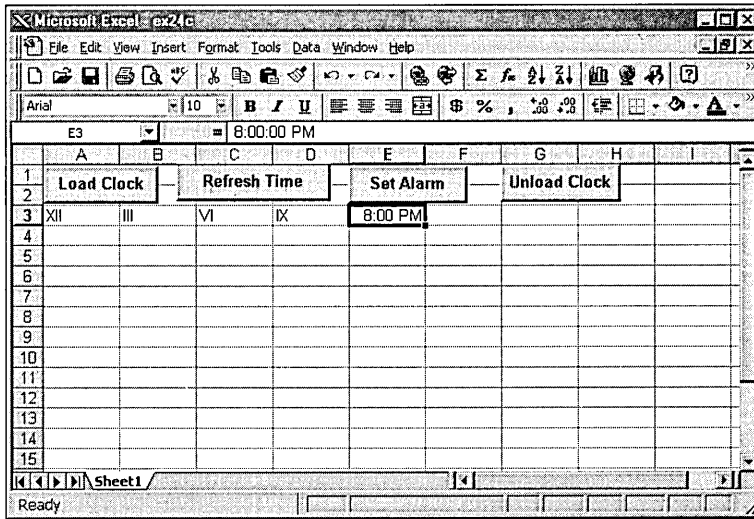 Microsoft Excel - ex24c
File Edit View Insert Format Tools Data Window Help
Arial 10 B I U $ % ,
E3 = 8:00:00 PM
A B C D E F G H I
1
Load Clock Refresh Time Set Alarm Unload Clock
2
3 XII III VI IX 8:00 PM
4
5
6
7
8
9
10
11
12
13
14
15
Sheet1
Ready